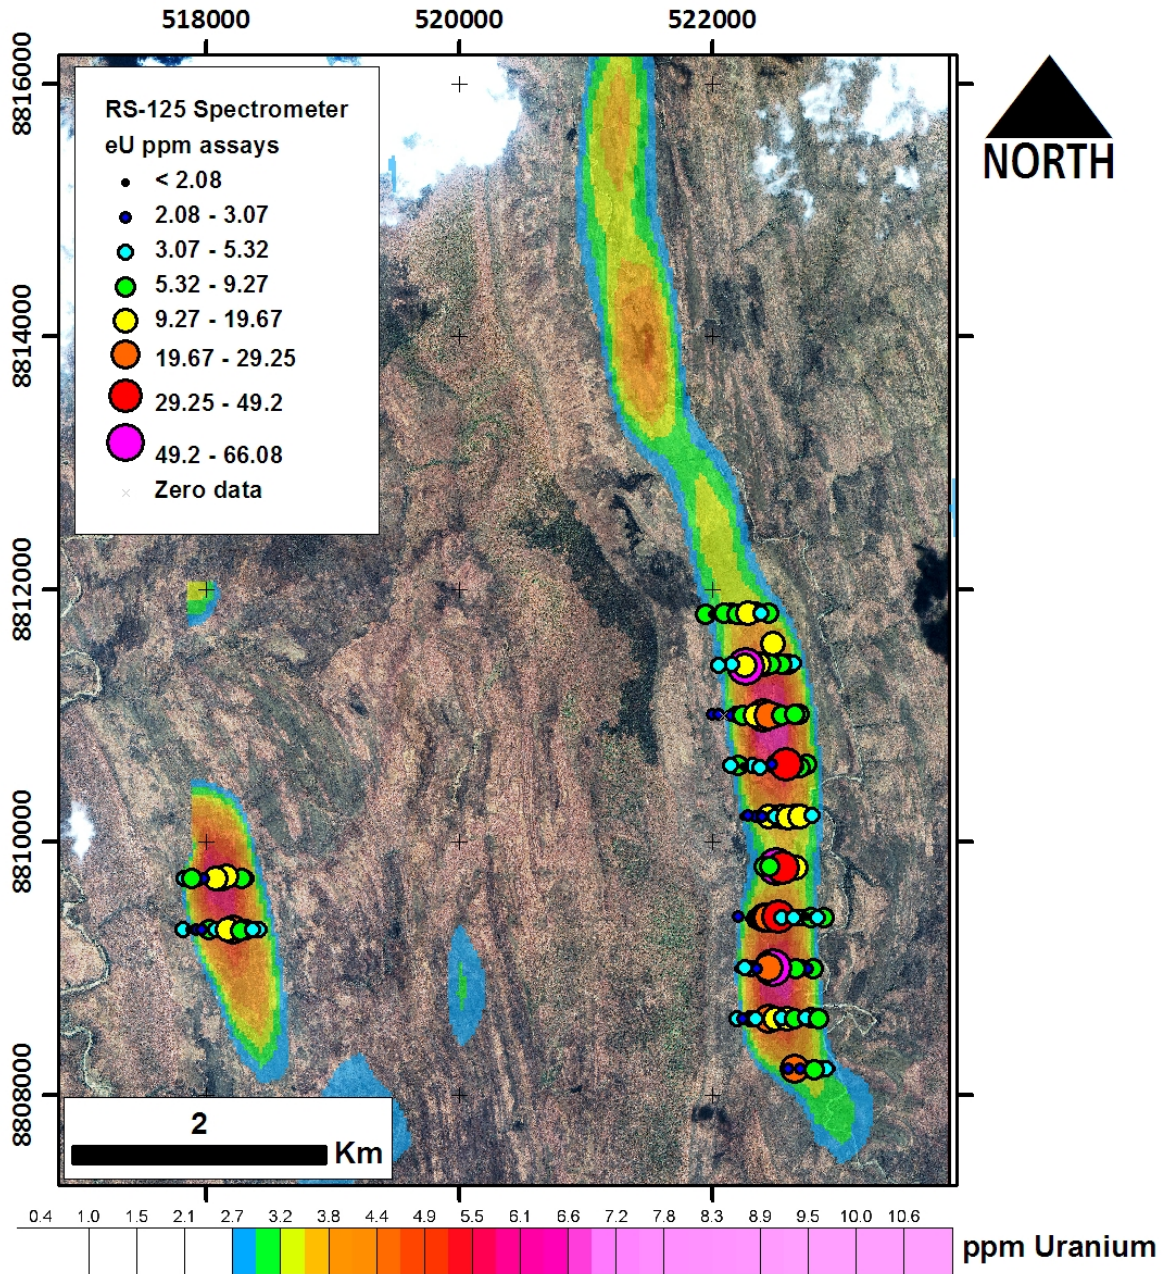 518000 520000 522000
8816000
8814000
8812000
8810000
8808000
RS-125 Spectrometer
eU ppm assays
< 2.08
2.08 - 3.07
3.07 - 5.32
5.32 - 9.27
9.27 - 19.67
19.67 - 29.25
29.25 - 49.2
49.2 - 66.08
Zero data
NORTH
2
Km
0.4 1.0 1.5 2.1 2.7 3.2 3.8 4.4 4.9 5.5 6.1 6.6 7.2 7.8 8.3 8.9 9.5 10.0 10.6
ppm Uranium